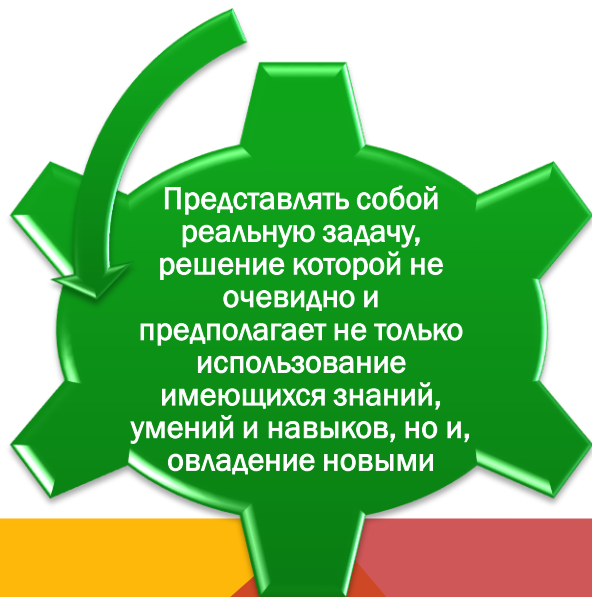 Представлять собой
реальную задачу,
решение которой не
очевидно и
предполагает не только
использование
имеющихся знаний,
умений и навыков, но и,
овладение новыми